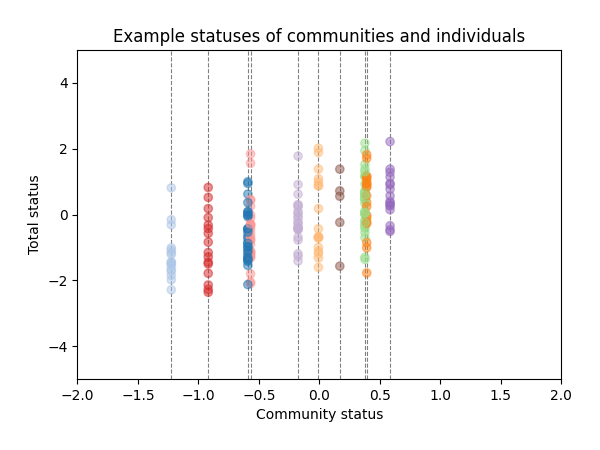 Example statuses of communities and individuals
4
2
0
−2
−4
Total status
−2.0 −1.5 −1.0 −0.5 0.0 0.5 1.0 1.5 2.0
Community status